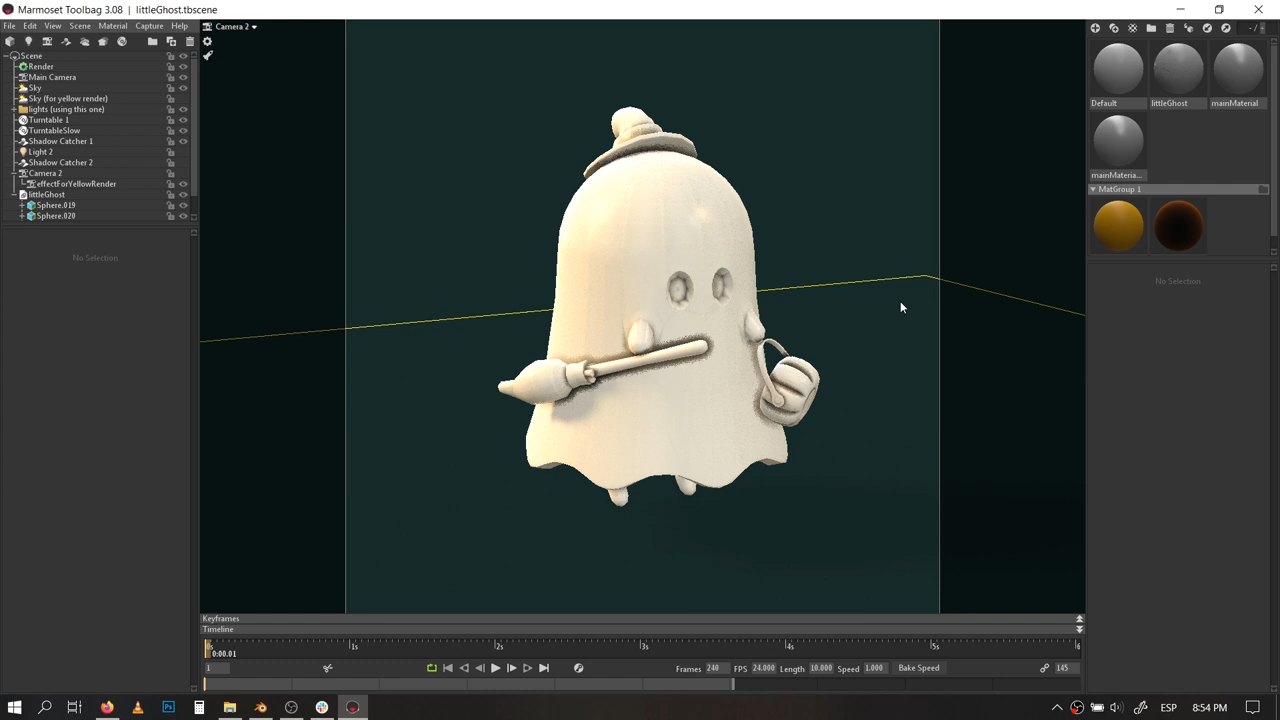 Marmoset Toolbag 3.08 | littleGhost.tbscene
File Edit View Scene Material Capture Help
Camera 2
- /
Scene
Render
Main Camera
Sky
Sky (for yellow render)
lights (using this one)
Turntable 1
TurntableSlow
Shadow Catcher 1
Light 2
Shadow Catcher 2
Camera 2
effectForYellowRender
littleGhost
Sphere.019
Sphere.020
No Selection
Default littleGhost mainMaterial
mainMateria...
MatGroup 1
No Selection
Keyframes
Timeline
0s 1s 2s 3s 4s 5s 6
0:00.01
1 Frames 240 FPS 24.000 Length 10.000 Speed 1.000 Bake Speed 145
ESP 8:54 PM